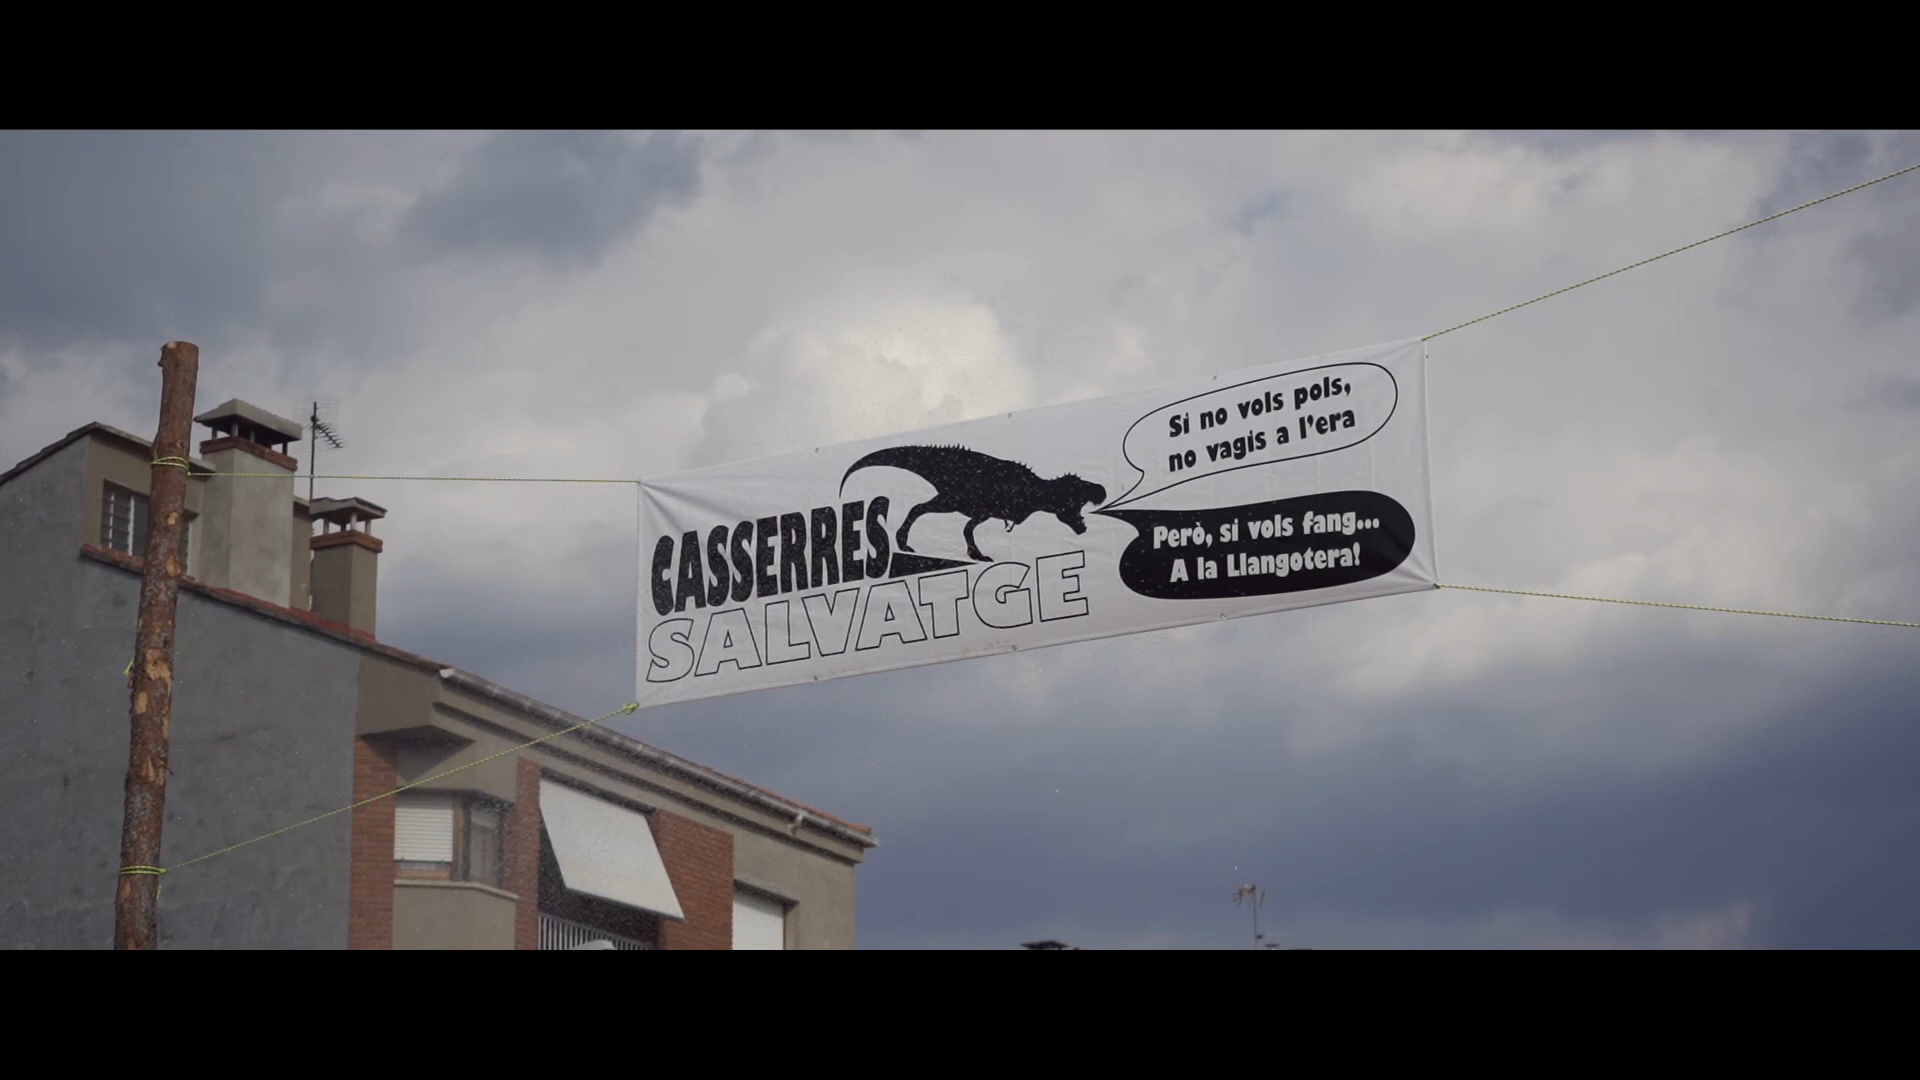 CASSERRES
SALVATGE
Si no vols pols,
no vagis a l'era
Però, si vols fang...
A la Llangotera!